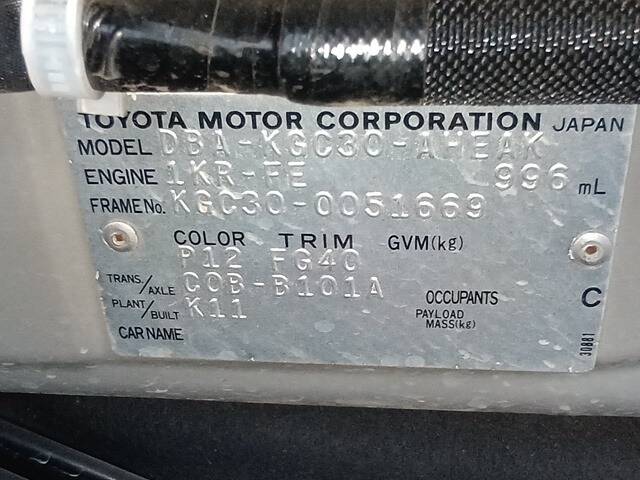 TOYOTA MOTOR CORPORATION JAPAN
MODEL DBA-KGC30-AHEAK
ENGINE 1KR-FE 996 mL
FRAME No. KGC30-0051669
COLOR TRIM GVM(kg)
P12 FG40
TRANS./AXLE C0B-B101A OCCUPANTS C
PLANT/BUILT K11 PAYLOAD MASS(kg)
CAR NAME
30881